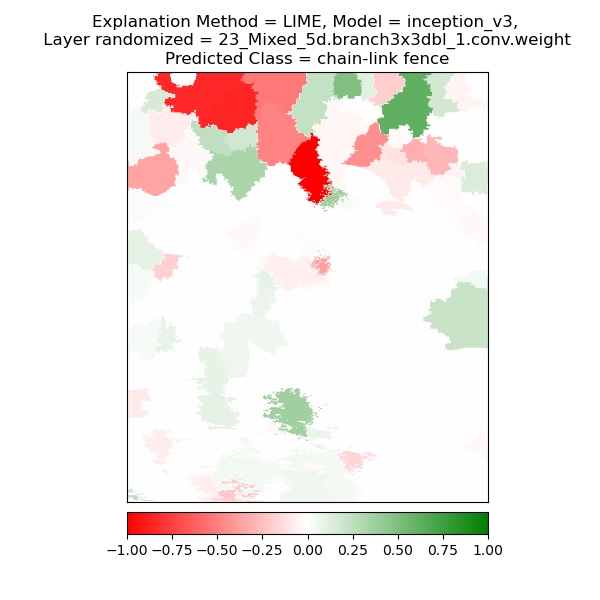 Explanation Method = LIME, Model = inception_v3,
Layer randomized = 23_Mixed_5d.branch3x3dbl_1.conv.weight
Predicted Class = chain-link fence
−1.00 −0.75 −0.50 −0.25 0.00 0.25 0.50 0.75 1.00